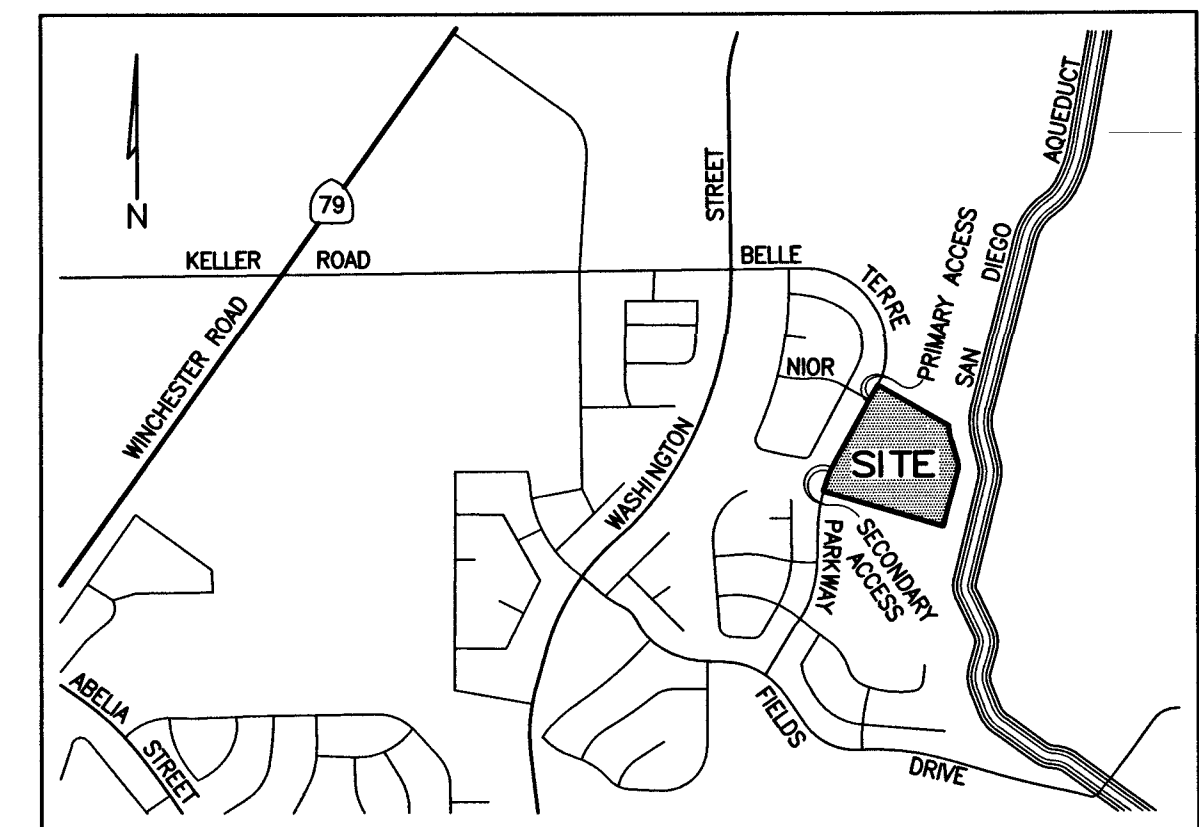 AQUEDUCT
STREET
79
N
PRIMARY ACCESS
SAN DIEGO
KELLER ROAD
BELLE
TERRE
WINCHESTER ROAD
NIOR
WASHINGTON
SITE
SECONDARY
ACCESS
PARKWAY
ABELIA
STREET
FIELDS
DRIVE